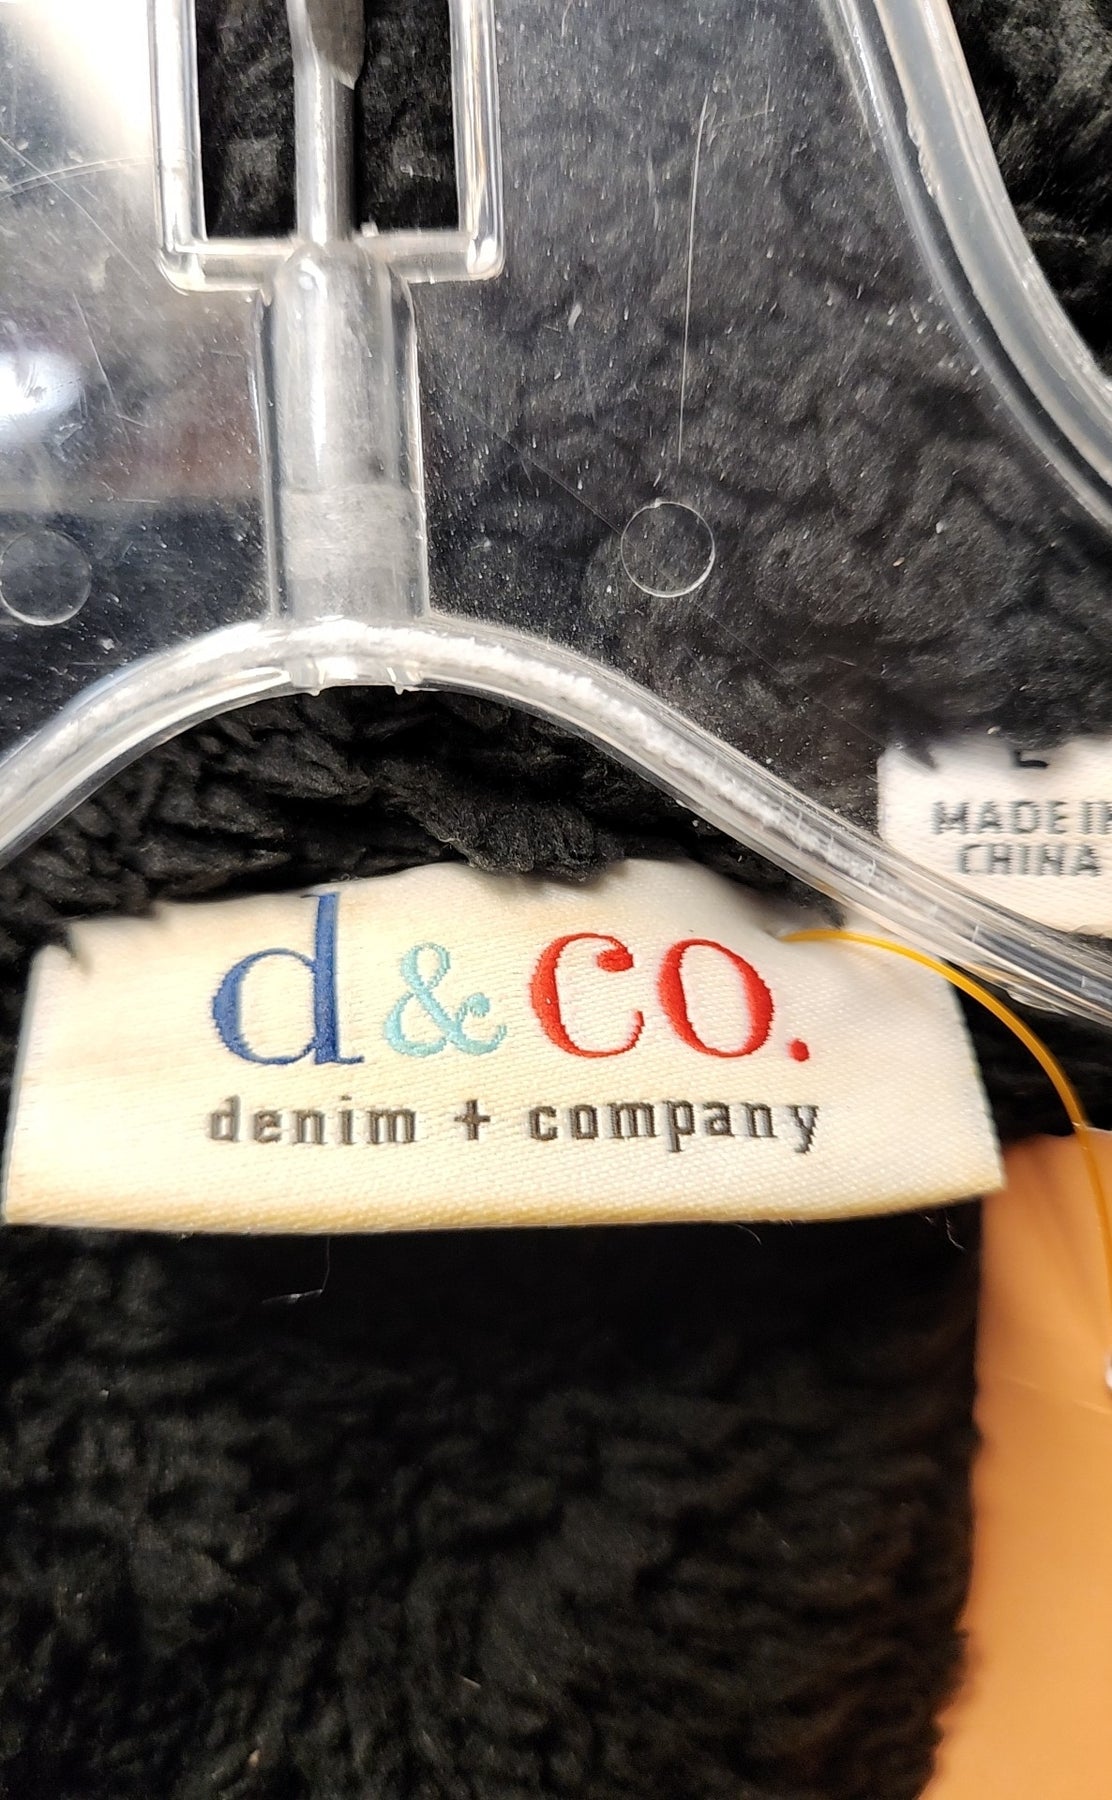 MADE IN
CHINA
d & co.
denim + company